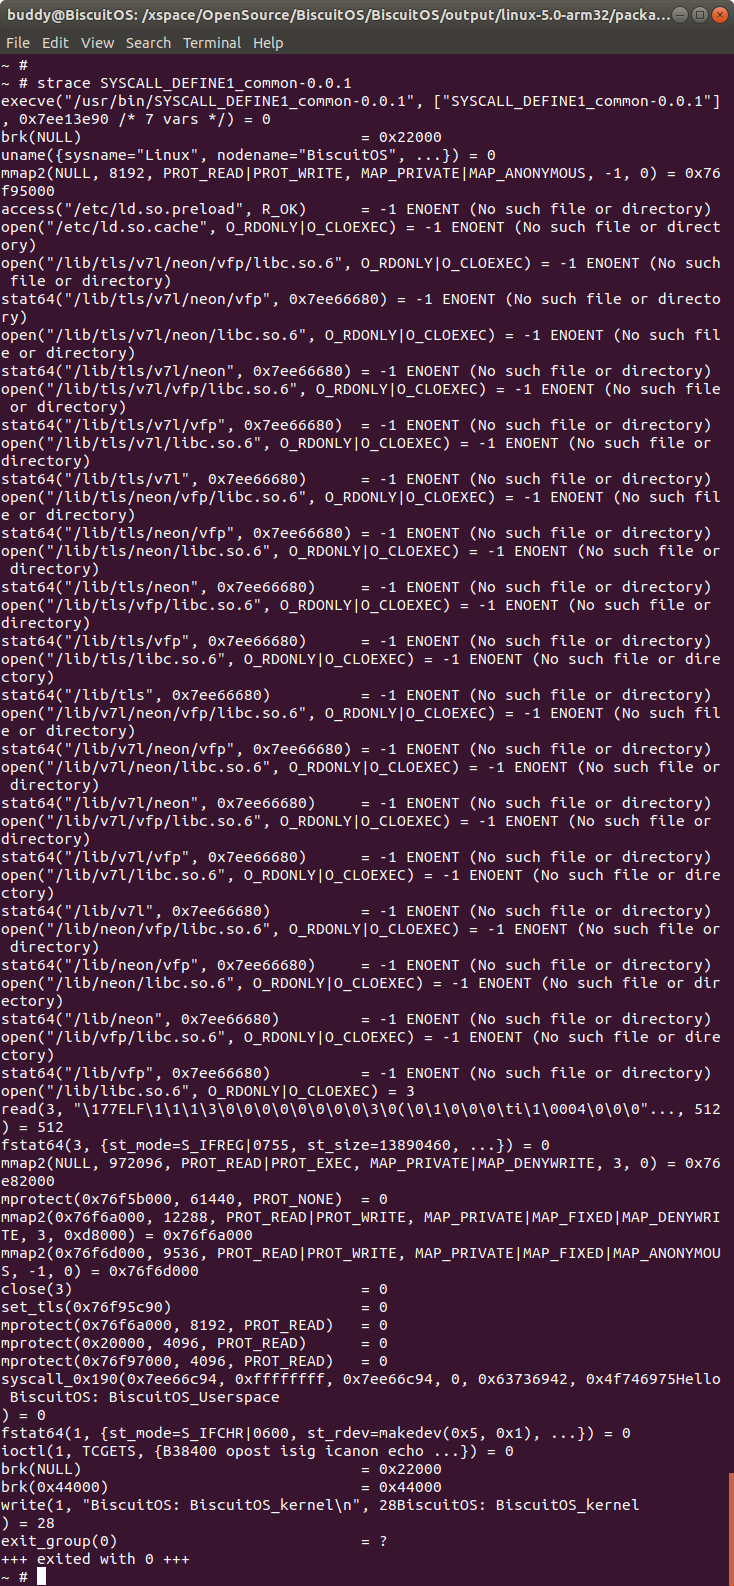 buddy@BiscuitOS: /xspace/OpenSource/BiscuitOS/BiscuitOS/output/linux-5.0-arm32/packa...
File Edit View Search Terminal Help
~ #
~ # strace SYSCALL_DEFINE1_common-0.0.1
execve("/usr/bin/SYSCALL_DEFINE1_common-0.0.1", ["SYSCALL_DEFINE1_common-0.0.1"]
, 0x7ee13e90 /* 7 vars */) = 0
brk(NULL)                               = 0x22000
uname({sysname="Linux", nodename="BiscuitOS", ...}) = 0
mmap2(NULL, 8192, PROT_READ|PROT_WRITE, MAP_PRIVATE|MAP_ANONYMOUS, -1, 0) = 0x76
f95000
access("/etc/ld.so.preload", R_OK)      = -1 ENOENT (No such file or directory)
open("/etc/ld.so.cache", O_RDONLY|O_CLOEXEC) = -1 ENOENT (No such file or direct
ory)
open("/lib/tls/v7l/neon/vfp/libc.so.6", O_RDONLY|O_CLOEXEC) = -1 ENOENT (No such
 file or directory)
stat64("/lib/tls/v7l/neon/vfp", 0x7ee66680) = -1 ENOENT (No such file or directo
ry)
open("/lib/tls/v7l/neon/libc.so.6", O_RDONLY|O_CLOEXEC) = -1 ENOENT (No such fil
e or directory)
stat64("/lib/tls/v7l/neon", 0x7ee66680) = -1 ENOENT (No such file or directory)
open("/lib/tls/v7l/vfp/libc.so.6", O_RDONLY|O_CLOEXEC) = -1 ENOENT (No such file
 or directory)
stat64("/lib/tls/v7l/vfp", 0x7ee66680)  = -1 ENOENT (No such file or directory)
open("/lib/tls/v7l/libc.so.6", O_RDONLY|O_CLOEXEC) = -1 ENOENT (No such file or
directory)
stat64("/lib/tls/v7l", 0x7ee66680)      = -1 ENOENT (No such file or directory)
open("/lib/tls/neon/vfp/libc.so.6", O_RDONLY|O_CLOEXEC) = -1 ENOENT (No such fil
e or directory)
stat64("/lib/tls/neon/vfp", 0x7ee66680) = -1 ENOENT (No such file or directory)
open("/lib/tls/neon/libc.so.6", O_RDONLY|O_CLOEXEC) = -1 ENOENT (No such file or
 directory)
stat64("/lib/tls/neon", 0x7ee66680)     = -1 ENOENT (No such file or directory)
open("/lib/tls/vfp/libc.so.6", O_RDONLY|O_CLOEXEC) = -1 ENOENT (No such file or
directory)
stat64("/lib/tls/vfp", 0x7ee66680)      = -1 ENOENT (No such file or directory)
open("/lib/tls/libc.so.6", O_RDONLY|O_CLOEXEC) = -1 ENOENT (No such file or dire
ctory)
stat64("/lib/tls", 0x7ee66680)          = -1 ENOENT (No such file or directory)
open("/lib/v7l/neon/vfp/libc.so.6", O_RDONLY|O_CLOEXEC) = -1 ENOENT (No such fil
e or directory)
stat64("/lib/v7l/neon/vfp", 0x7ee66680) = -1 ENOENT (No such file or directory)
open("/lib/v7l/neon/libc.so.6", O_RDONLY|O_CLOEXEC) = -1 ENOENT (No such file or
 directory)
stat64("/lib/v7l/neon", 0x7ee66680)     = -1 ENOENT (No such file or directory)
open("/lib/v7l/vfp/libc.so.6", O_RDONLY|O_CLOEXEC) = -1 ENOENT (No such file or
directory)
stat64("/lib/v7l/vfp", 0x7ee66680)      = -1 ENOENT (No such file or directory)
open("/lib/v7l/libc.so.6", O_RDONLY|O_CLOEXEC) = -1 ENOENT (No such file or dire
ctory)
stat64("/lib/v7l", 0x7ee66680)          = -1 ENOENT (No such file or directory)
open("/lib/neon/vfp/libc.so.6", O_RDONLY|O_CLOEXEC) = -1 ENOENT (No such file or
 directory)
stat64("/lib/neon/vfp", 0x7ee66680)     = -1 ENOENT (No such file or directory)
open("/lib/neon/libc.so.6", O_RDONLY|O_CLOEXEC) = -1 ENOENT (No such file or dir
ectory)
stat64("/lib/neon", 0x7ee66680)         = -1 ENOENT (No such file or directory)
open("/lib/vfp/libc.so.6", O_RDONLY|O_CLOEXEC) = -1 ENOENT (No such file or dire
ctory)
stat64("/lib/vfp", 0x7ee66680)          = -1 ENOENT (No such file or directory)
open("/lib/libc.so.6", O_RDONLY|O_CLOEXEC) = 3
read(3, "\177ELF\1\1\1\3\0\0\0\0\0\0\0\0\3\0(\0\1\0\0\0\ti\1\0004\0\0\0"..., 512
) = 512
fstat64(3, {st_mode=S_IFREG|0755, st_size=13890460, ...}) = 0
mmap2(NULL, 972096, PROT_READ|PROT_EXEC, MAP_PRIVATE|MAP_DENYWRITE, 3, 0) = 0x76
e82000
mprotect(0x76f5b000, 61440, PROT_NONE)  = 0
mmap2(0x76f6a000, 12288, PROT_READ|PROT_WRITE, MAP_PRIVATE|MAP_FIXED|MAP_DENYWRI
TE, 3, 0xd8000) = 0x76f6a000
mmap2(0x76f6d000, 9536, PROT_READ|PROT_WRITE, MAP_PRIVATE|MAP_FIXED|MAP_ANONYMOU
S, -1, 0) = 0x76f6d000
close(3)                                = 0
set_tls(0x76f95c90)                     = 0
mprotect(0x76f6a000, 8192, PROT_READ)   = 0
mprotect(0x20000, 4096, PROT_READ)      = 0
mprotect(0x76f97000, 4096, PROT_READ)   = 0
syscall_0x190(0x7ee66c94, 0xffffffff, 0x7ee66c94, 0, 0x63736942, 0x4f746975Hello
 BiscuitOS: BiscuitOS_Userspace
) = 0
fstat64(1, {st_mode=S_IFCHR|0600, st_rdev=makedev(0x5, 0x1), ...}) = 0
ioctl(1, TCGETS, {B38400 opost isig icanon echo ...}) = 0
brk(NULL)                               = 0x22000
brk(0x44000)                            = 0x44000
write(1, "BiscuitOS: BiscuitOS_kernel\n", 28BiscuitOS: BiscuitOS_kernel
) = 28
exit_group(0)                           = ?
+++ exited with 0 +++
~ #